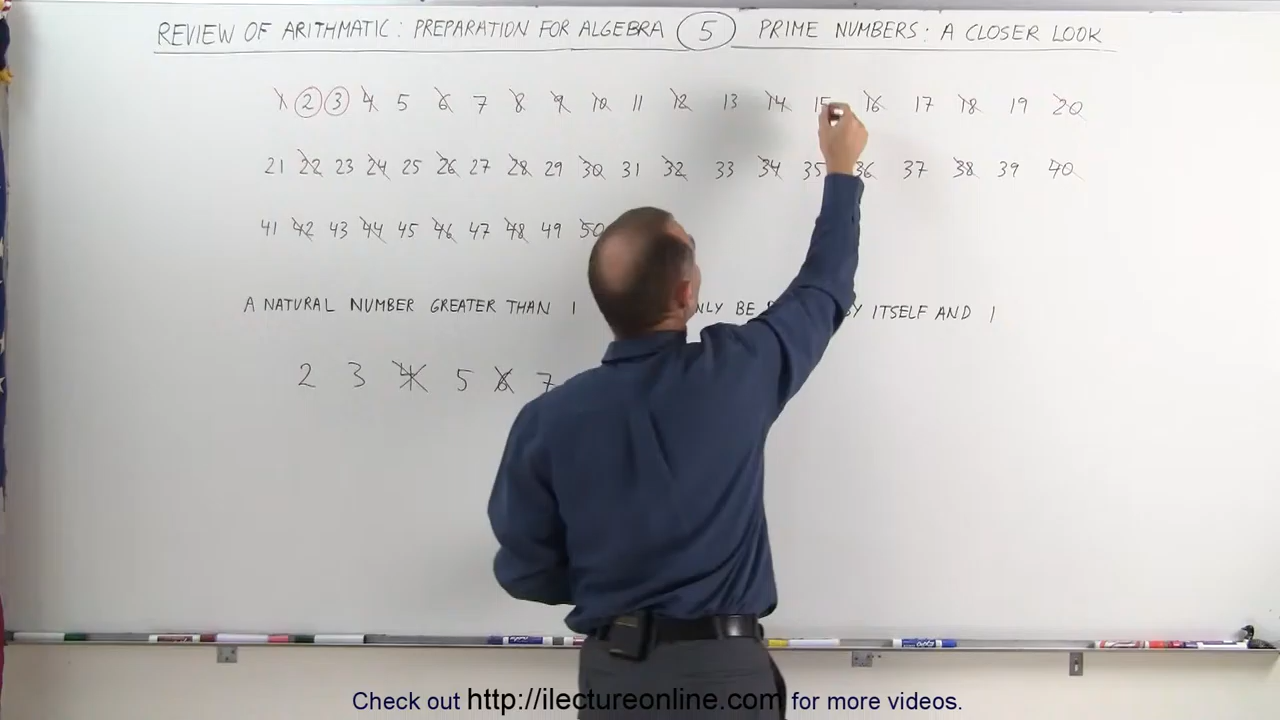 REVIEW OF ARITHMATIC : PREPARATION FOR ALGEBRA 5 PRIME NUMBERS : A CLOSER LOOK
1 2 3 4 5 6 7 8 9 10 11 12 13 14 15 16 17 18 19 20
21 22 23 24 25 26 27 28 29 30 31 32 33 34 35 36 37 38 39 40
41 42 43 44 45 46 47 48 49 50
A NATURAL NUMBER GREATER THAN 1 BE BY ITSELF AND 1
2 3 4 5 6 7
Check out http://ilectureonline.com for more videos.